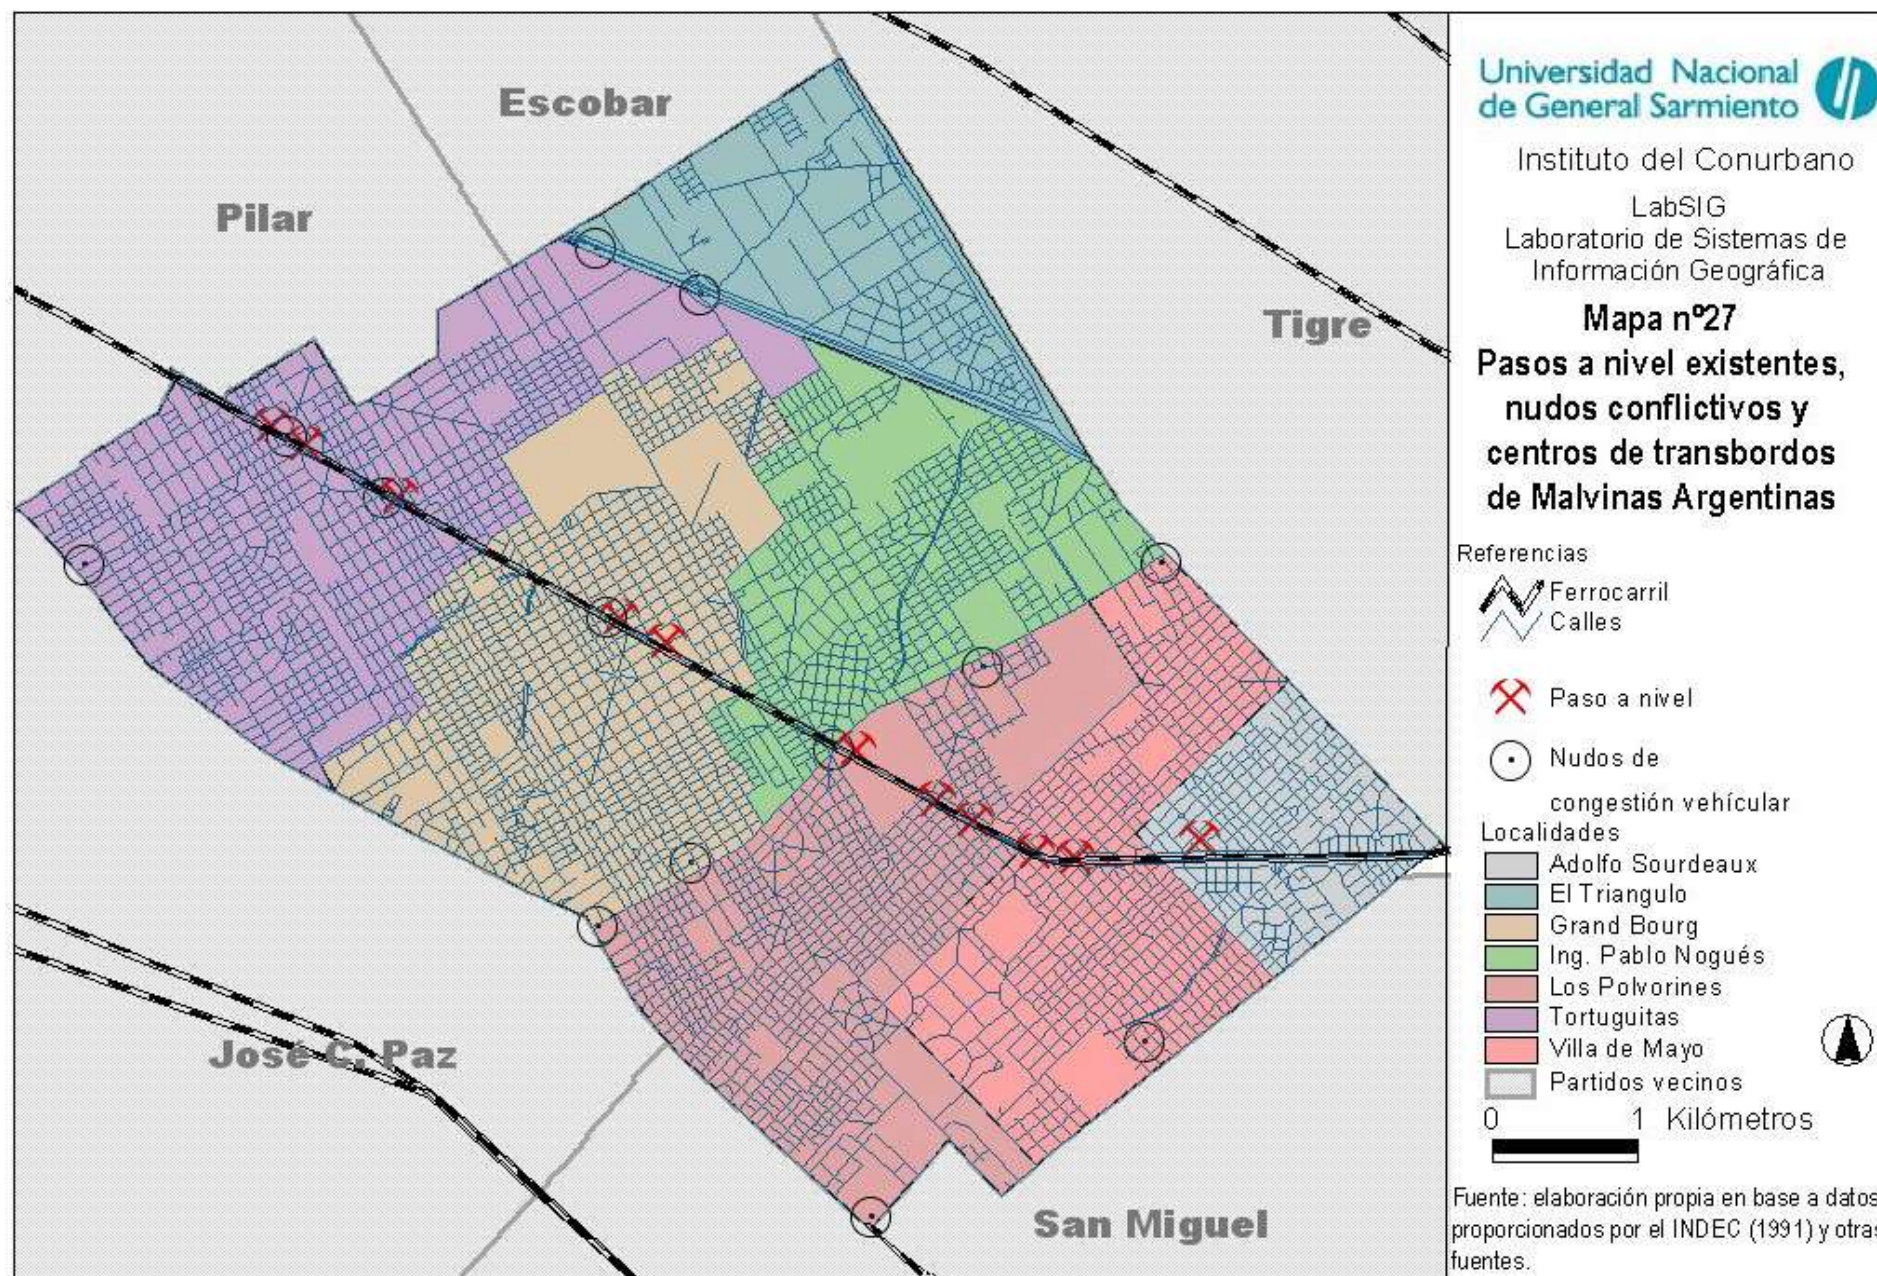 Escobar
Pilar
Tigre
José C. Paz
San Miguel
Universidad Nacional
de General Sarmiento
Instituto del Conurbano
LabSIG
Laboratorio de Sistemas de
Información Geográfica
Mapa nº27
Pasos a nivel existentes,
nudos conflictivos y
centros de transbordos
de Malvinas Argentinas
Referencias
Ferrocarril
Calles
Paso a nivel
Nudos de
congestión vehícular
Localidades
Adolfo Sourdeaux
El Triangulo
Grand Bourg
Ing. Pablo Nogués
Los Polvorines
Tortuguitas
Villa de Mayo
Partidos vecinos
0 1 Kilómetros
Fuente: elaboración propia en base a datos
proporcionados por el INDEC (1991) y otras
fuentes.